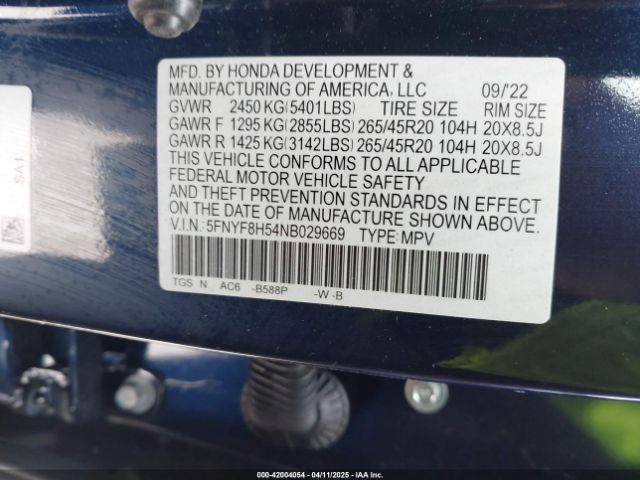 MFD. BY HONDA DEVELOPMENT &
MANUFACTURING OF AMERICA, LLC 09/'22
GVWR 2450 KG (5401LBS) TIRE SIZE RIM SIZE
GAWR F 1295 KG (2855LBS) 265/45R20 104H 20X8.5J
GAWR R 1425 KG (3142LBS) 265/45R20 104H 20X8.5J
THIS VEHICLE CONFORMS TO ALL APPLICABLE
FEDERAL MOTOR VEHICLE SAFETY
AND THEFT PREVENTION STANDARDS IN EFFECT
ON THE DATE OF MANUFACTURE SHOWN ABOVE.
V.I.N.:5FNYF8H54NB029669 TYPE:MPV
TGS N AC6 -B588P -W -B
SA1
000-42004054 - 04/11/2025 - IAAI.COM